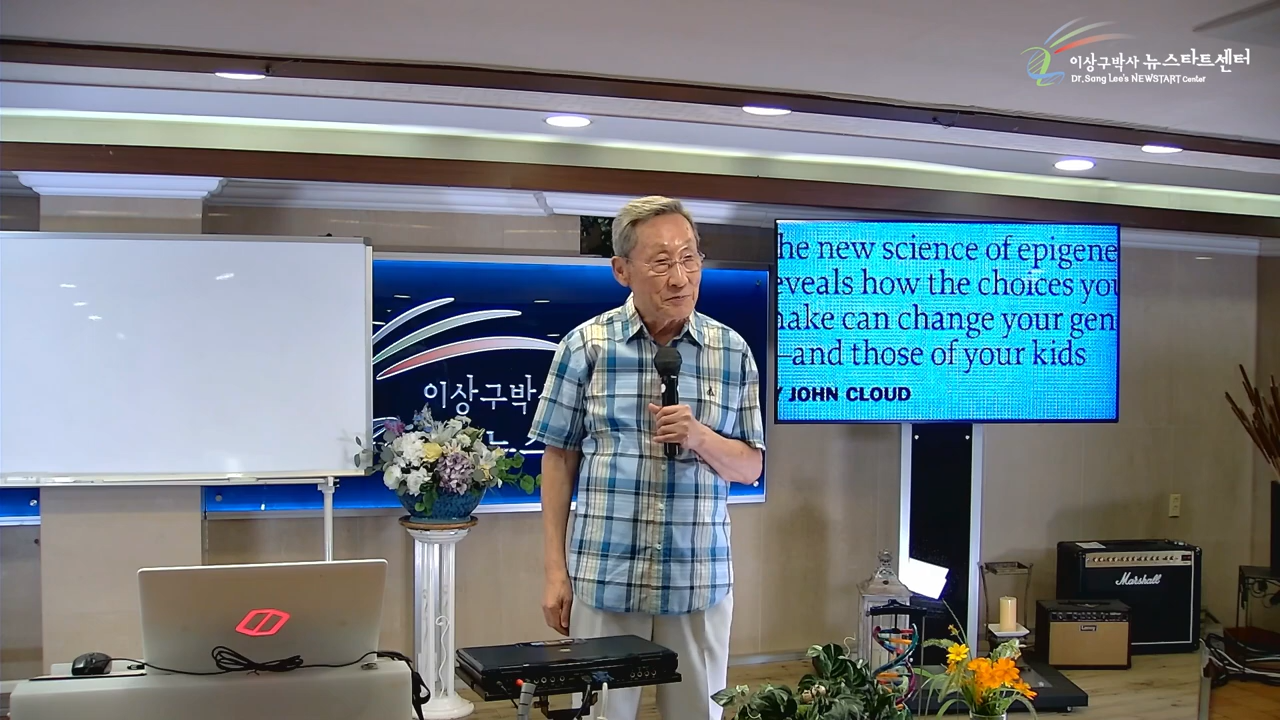 이상구박사 뉴스타트센터
Dr. Sang Lee's NEWSTART Center
he new science of epigene
eveals how the choices you
ake can change your gen
—and those of your kids
JOHN CLOUD
이상구박
Marshall
Laney